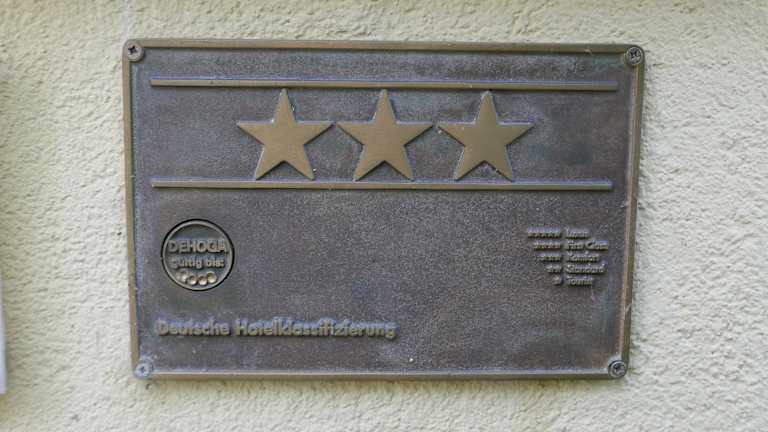 DEHOGA
gültig bis:
Luxus
First Class
Komfort
Standard
Tourist
Deutsche Hotelklassifizierung